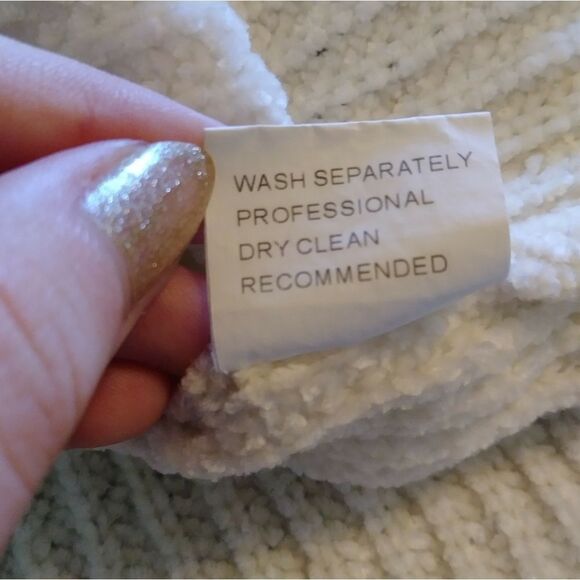 WASH SEPARATELY
PROFESSIONAL
DRY CLEAN
RECOMMENDED